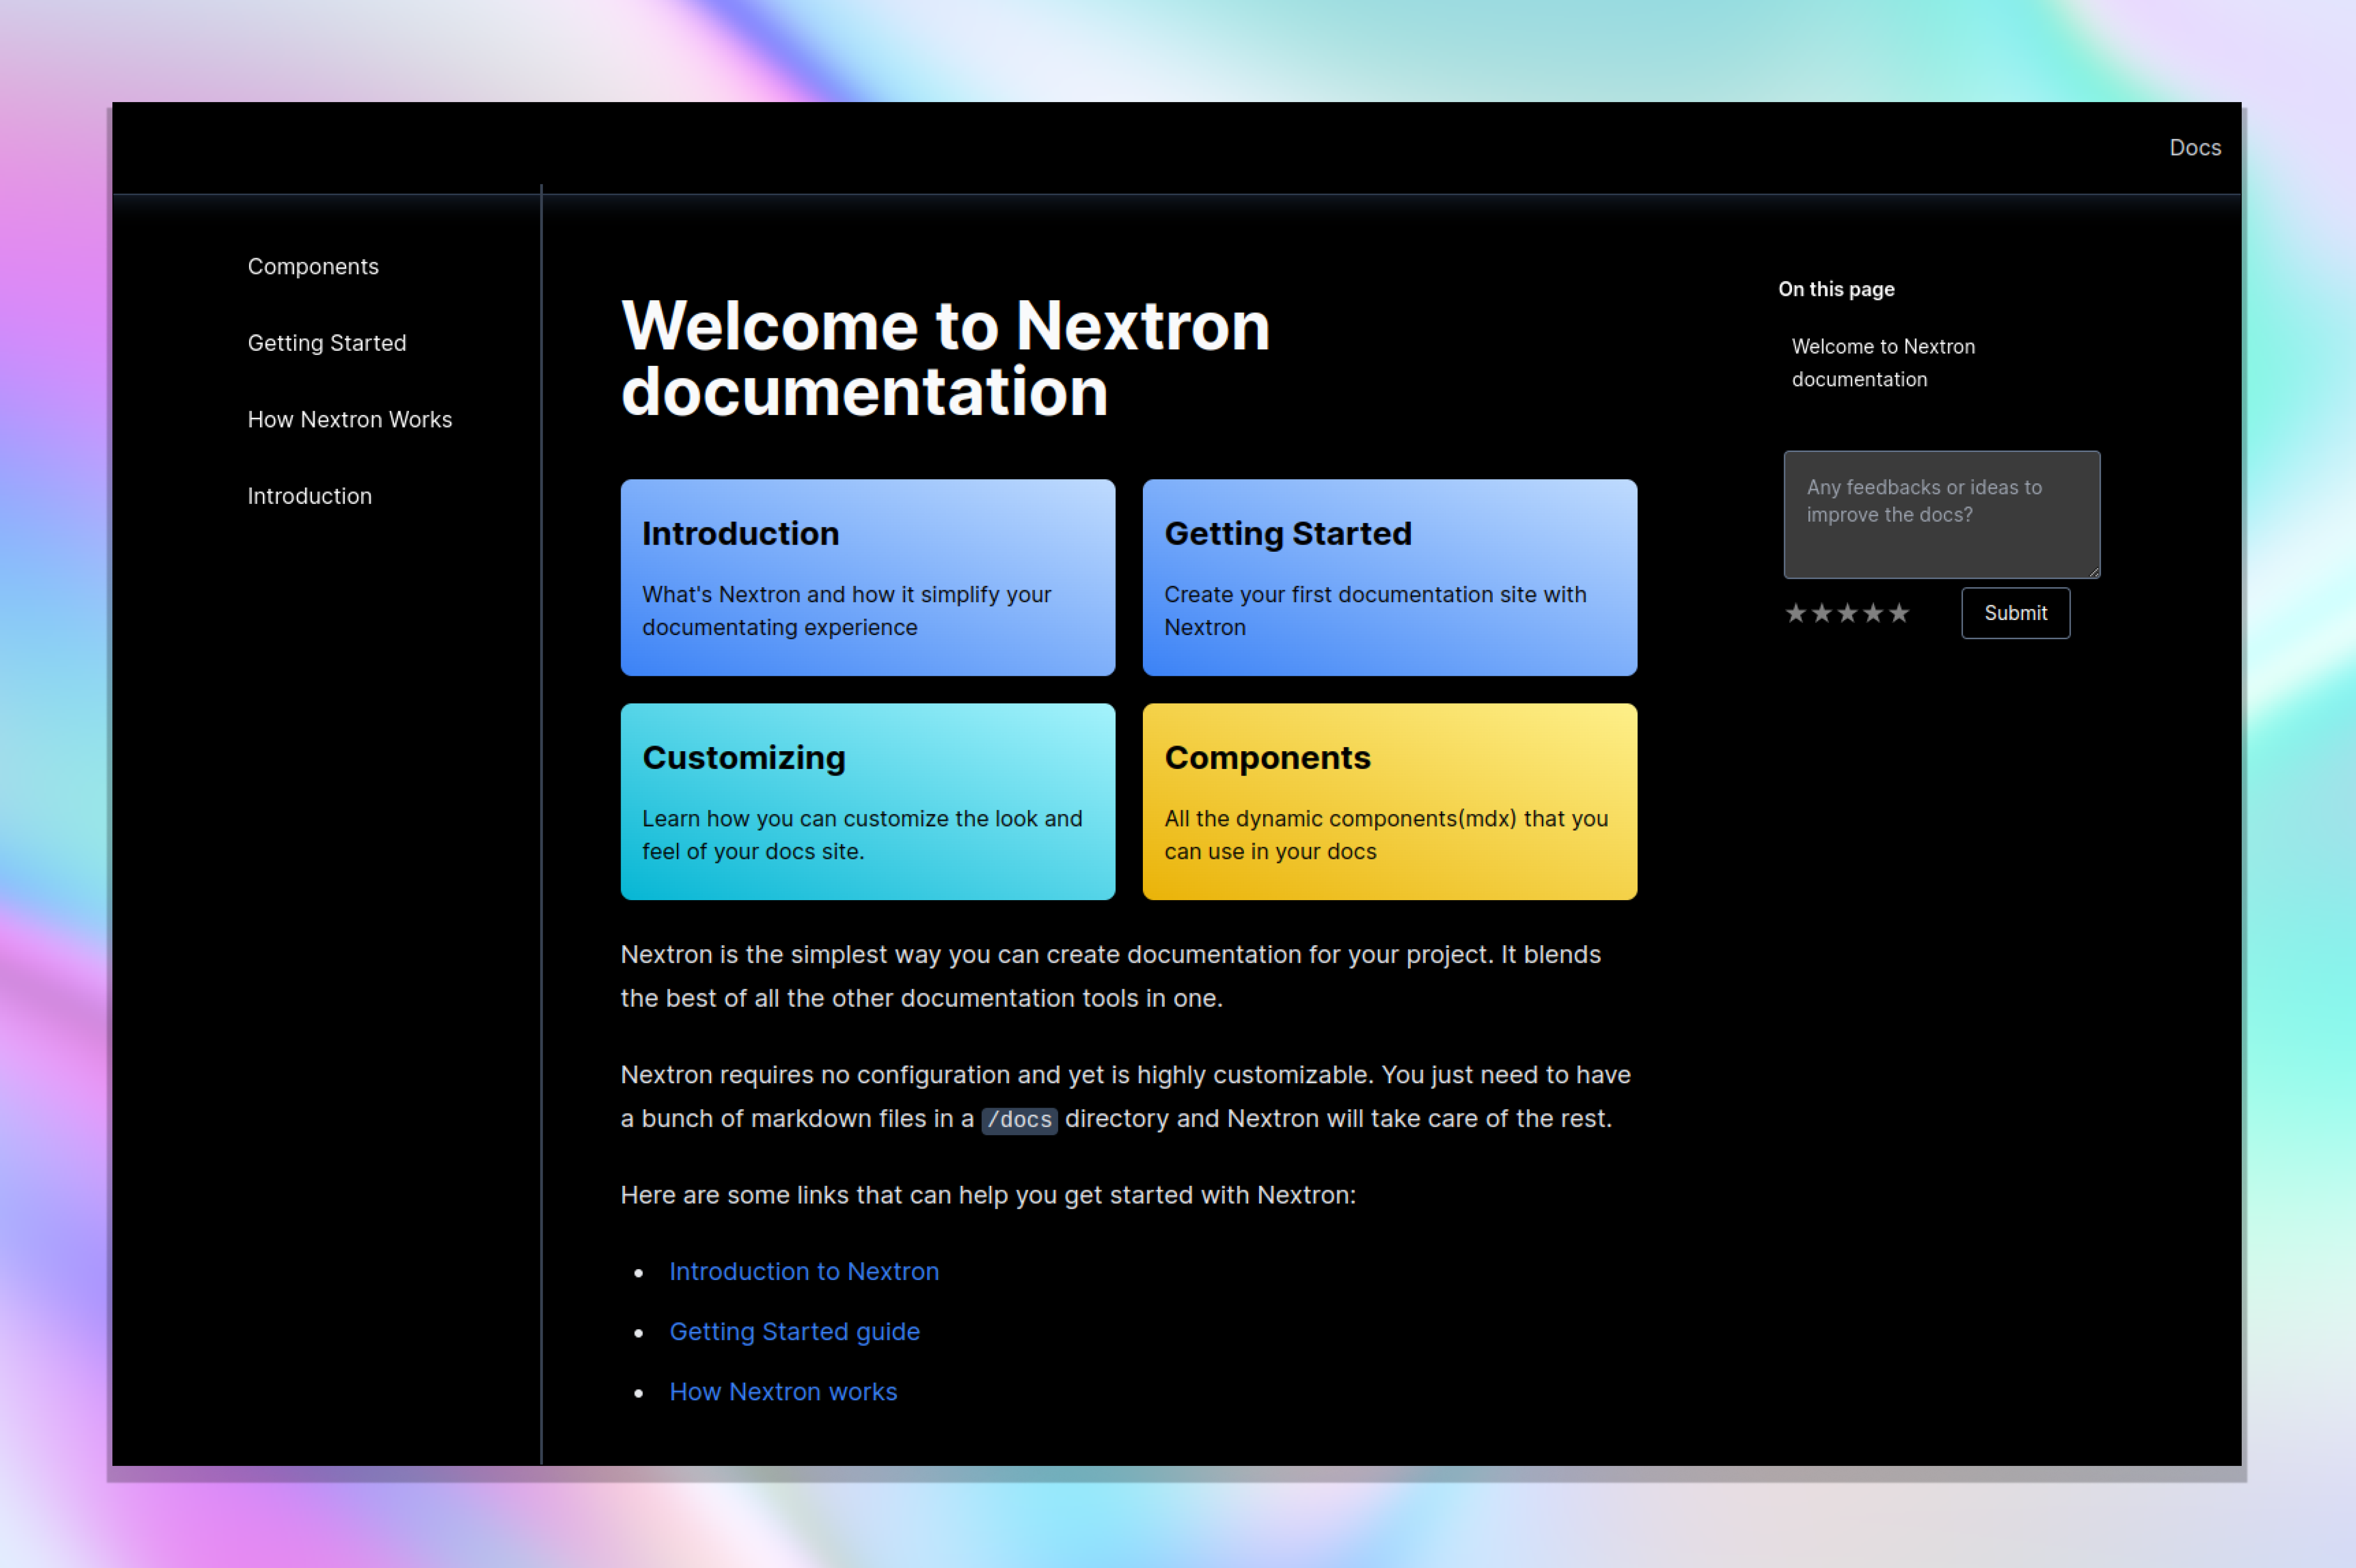 Docs
Components
Getting Started
How Nextron Works
Introduction
Welcome to Nextron
documentation
Introduction
What's Nextron and how it simplify your
documentating experience
Getting Started
Create your first documentation site with
Nextron
Customizing
Learn how you can customize the look and
feel of your docs site.
Components
All the dynamic components(mdx) that you
can use in your docs
Nextron is the simplest way you can create documentation for your project. It blends
the best of all the other documentation tools in one.
Nextron requires no configuration and yet is highly customizable. You just need to have
a bunch of markdown files in a /docs directory and Nextron will take care of the rest.
Here are some links that can help you get started with Nextron:
Introduction to Nextron
Getting Started guide
How Nextron works
On this page
Welcome to Nextron
documentation
Any feedbacks or ideas to
improve the docs?
Submit